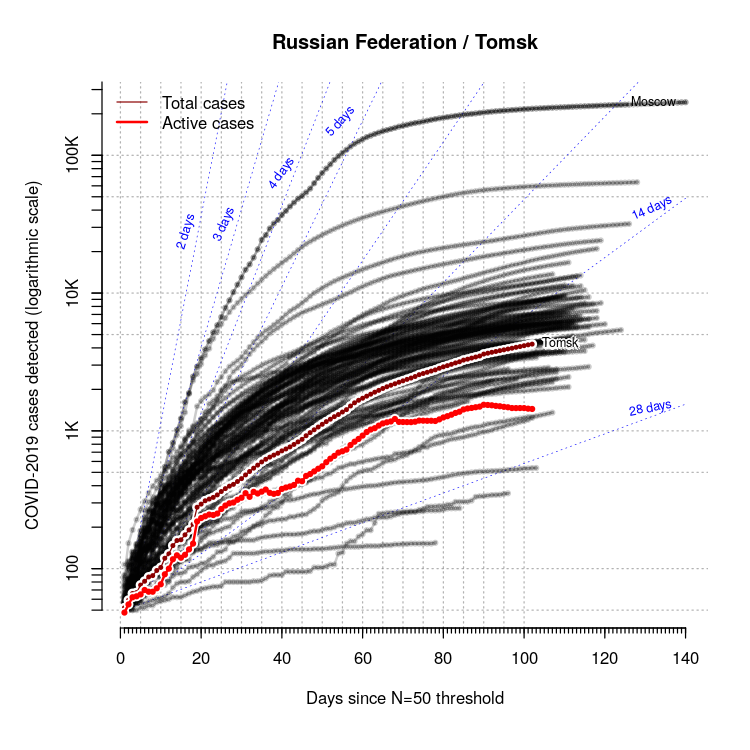 Russian Federation / Tomsk
Total cases
Active cases
Moscow
Tomsk
2 days
3 days
4 days
5 days
14 days
28 days
COVID-2019 cases detected (logarithmic scale)
100K
10K
1K
100
0 20 40 60 80 100 120 140
Days since N=50 threshold